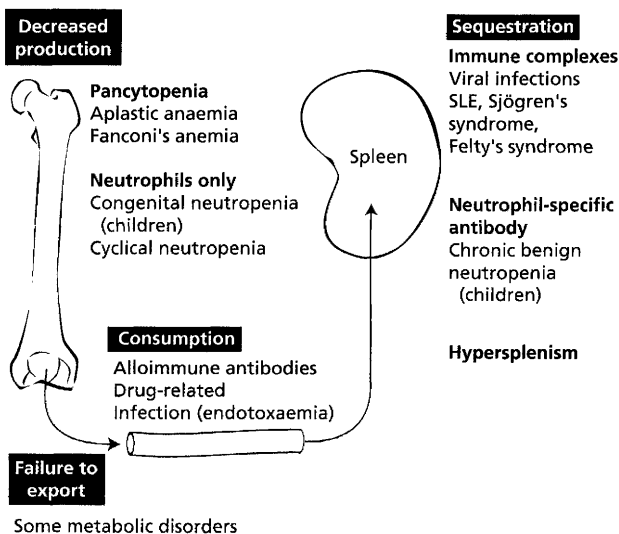 Decreased
production
Pancytopenia
Aplastic anaemia
Fanconi's anemia
Neutrophils only
Congenital neutropenia
(children)
Cyclical neutropenia
Consumption
Alloimmune antibodies
Drug-related
Infection (endotoxaemia)
Failure to
export
Some metabolic disorders
Spleen
Sequestration
Immune complexes
Viral infections
SLE, Sjögren's
syndrome,
Felty's syndrome
Neutrophil-specific
antibody
Chronic benign
neutropenia
(children)
Hypersplenism